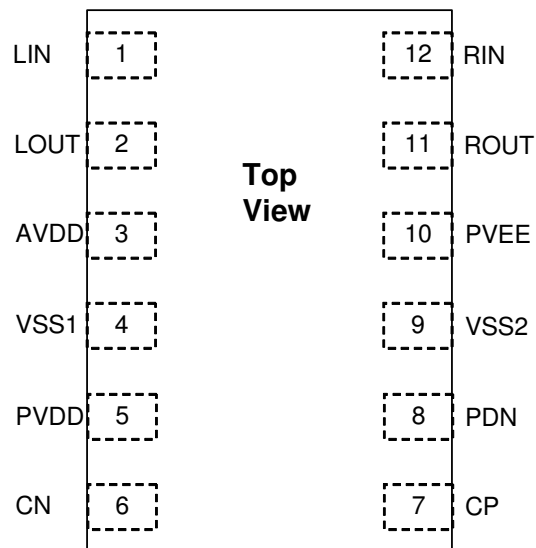 LIN 1 12 RIN
LOUT 2 11 ROUT
Top
View
AVDD 3 10 PVEE
VSS1 4 9 VSS2
PVDD 5 8 PDN
CN 6 7 CP